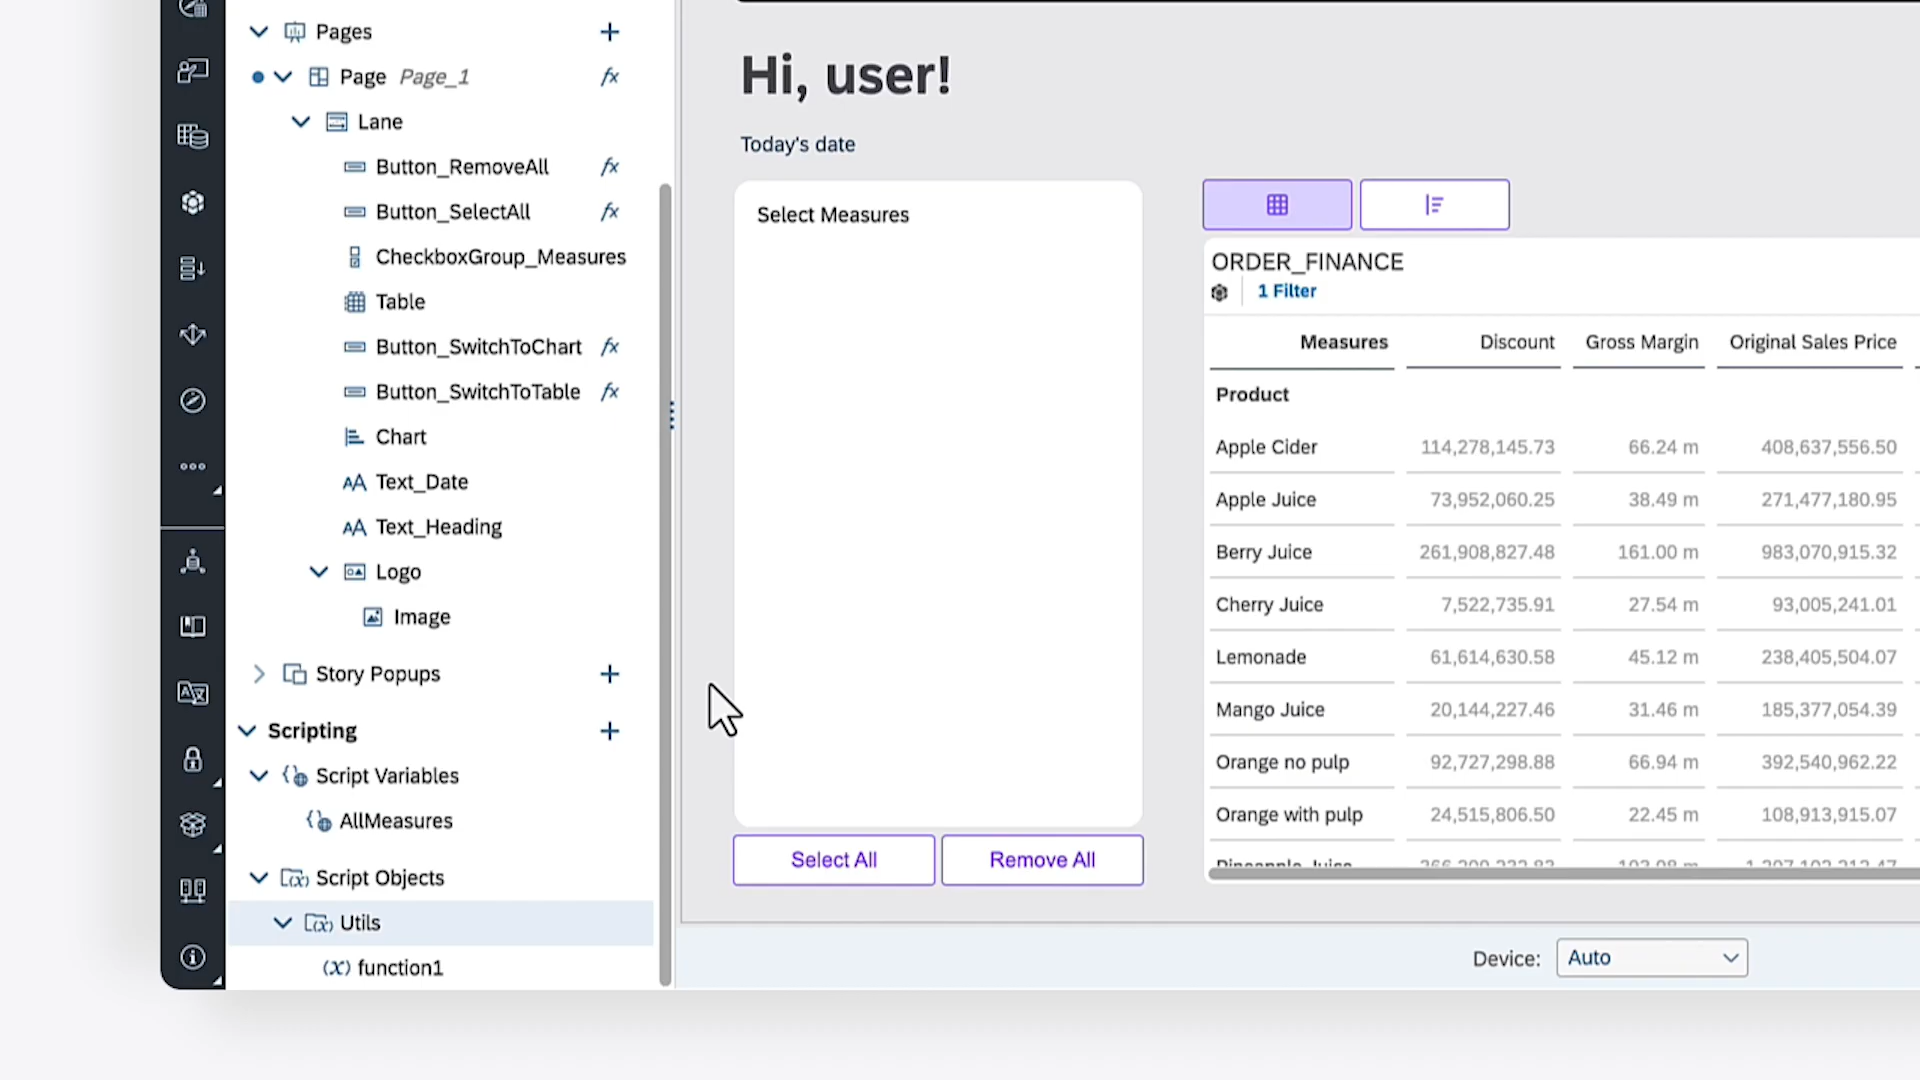 Pages
Page Page_1 fx
Lane
Button_RemoveAll fx
Button_SelectAll fx
CheckboxGroup_Measures
Table
Button_SwitchToChart fx
Button_SwitchToTable fx
Chart
Text_Date
Text_Heading
Logo
Image
Story Popups
Scripting
Script Variables
AllMeasures
Script Objects
Utils
function1
Hi, user!
Today's date
Select Measures
Select All
Remove All
ORDER_FINANCE
1 Filter
Measures Discount Gross Margin Original Sales Price
Product
Apple Cider 114,278,145.73 66.24 m 408,637,556.50
Apple Juice 73,952,060.25 38.49 m 271,477,180.95
Berry Juice 261,908,827.48 161.00 m 983,070,915.32
Cherry Juice 7,522,735.91 27.54 m 93,005,241.01
Lemonade 61,614,630.58 45.12 m 238,405,504.07
Mango Juice 20,144,227.46 31.46 m 185,377,054.39
Orange no pulp 92,727,298.88 66.94 m 392,540,962.22
Orange with pulp 24,515,806.50 22.45 m 108,913,915.07
Device: Auto